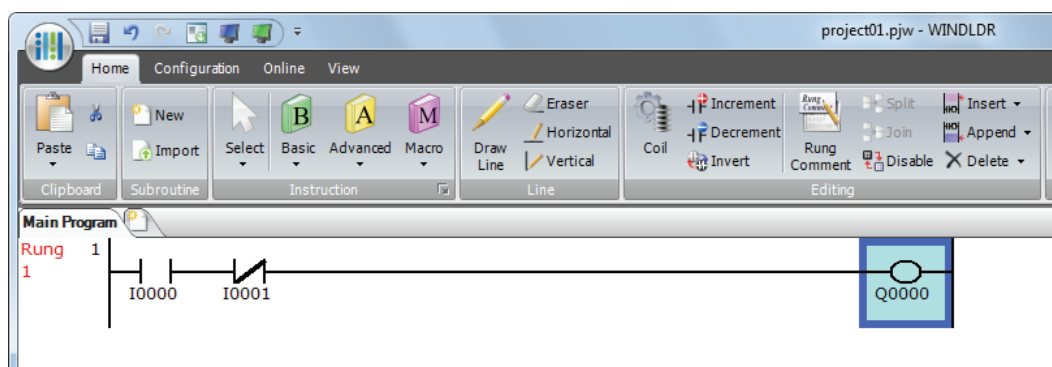 project01.pjw - WINDLDR
Home Configuration Online View
Paste
Clipboard
New
Import
Subroutine
Select
Basic
Advanced
Macro
Instruction
Draw
Line
Eraser
Horizontal
Vertical
Line
Coil
Increment
Decrement
Invert
Rung
Comment
Split
Join
Disable
Insert
Append
Delete
Editing
Main Program
Rung 1
1
I0000 I0001 Q0000